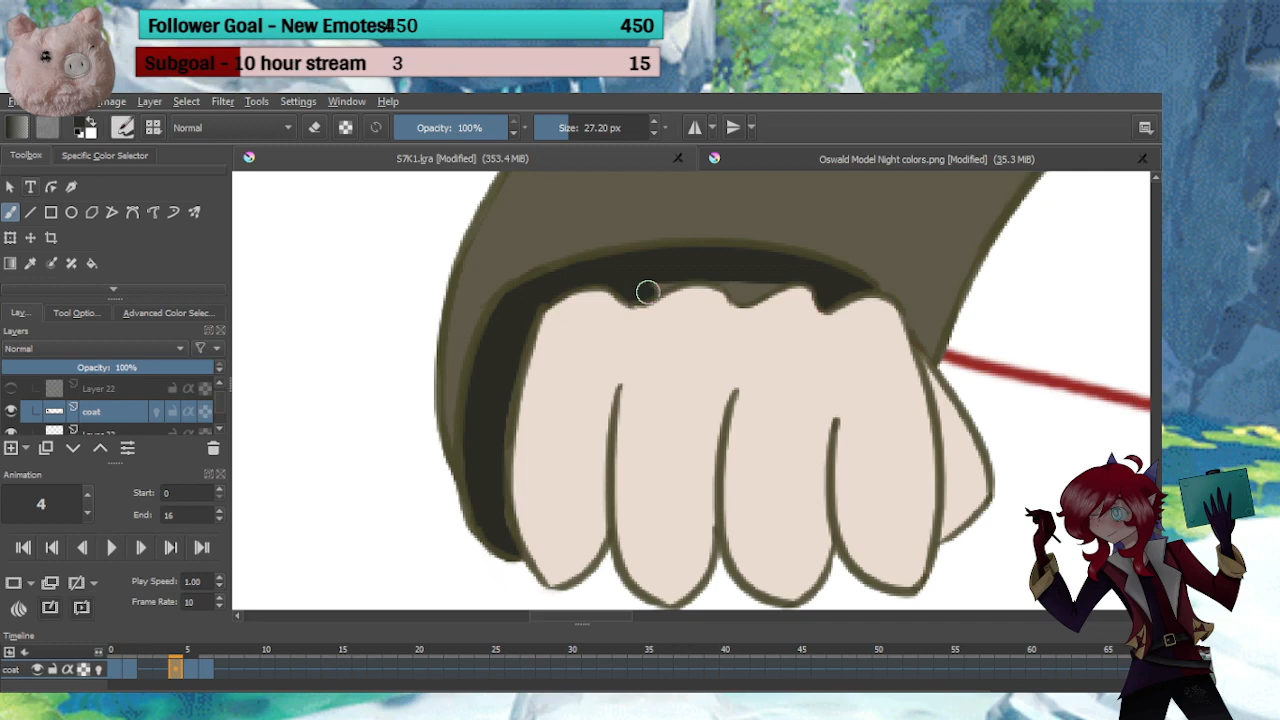 Follower Goal - New Emotes! 450 450
Subgoal - 10 hour stream 3 15
Image Layer Select Filter Tools Settings Window Help
Normal Opacity: 100% Size: 27.20 px
Toolbox Specific Color Selector S7K1.kra [Modified] (353.4 MiB) Oswald Model Night colors.png [Modified] (35.3 MiB)
Lay... Tool Optio... Advanced Color Selec...
Layers
Normal
Opacity: 100%
Layer 22
coat
Animation
4 Start: 0
End: 16
Play Speed: 1.00
Frame Rate: 10
Timeline
0 5 10 15 20 25 30 35 40 45 50 55 60 65
coat